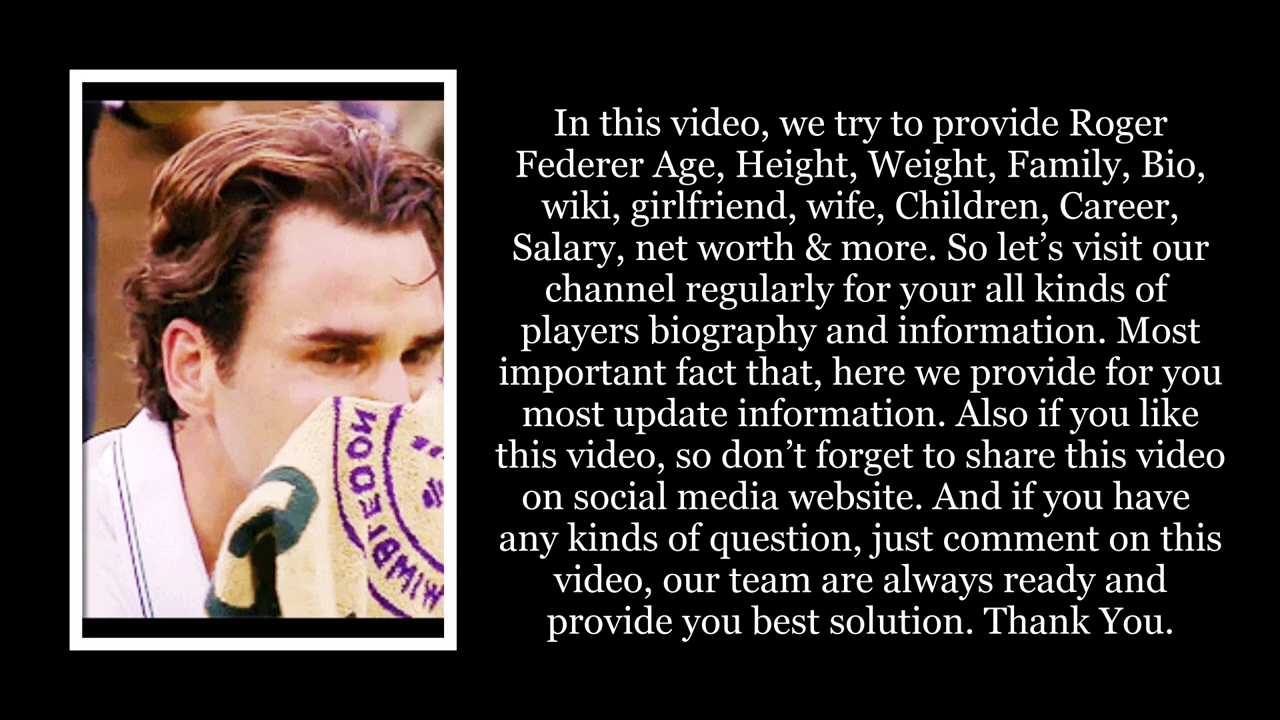 In this video, we try to provide Roger
Federer Age, Height, Weight, Family, Bio,
wiki, girlfriend, wife, Children, Career,
Salary, net worth & more. So let’s visit our
channel regularly for your all kinds of
players biography and information. Most
important fact that, here we provide for you
most update information. Also if you like
this video, so don’t forget to share this video
on social media website. And if you have
any kinds of question, just comment on this
video, our team are always ready and
provide you best solution. Thank You.
WIMBLEDON